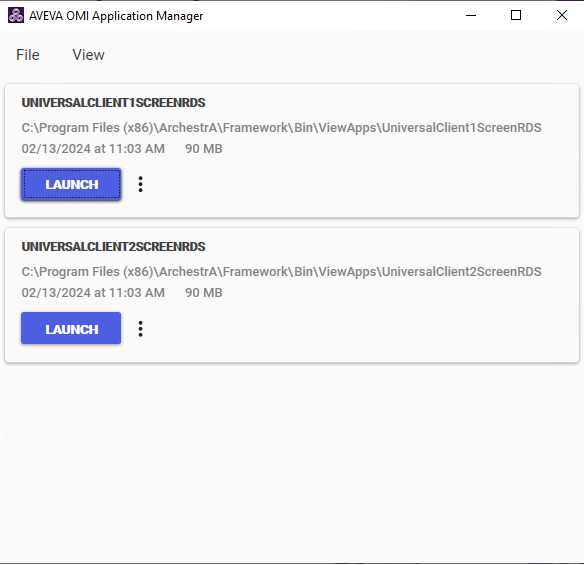 AVEVA OMI Application Manager
File View
UNIVERSALCLIENT1SCREENRDS
C:\Program Files (x86)\ArchestrA\Framework\Bin\ViewApps\UniversalClient1ScreenRDS
02/13/2024 at 11:03 AM 90 MB
LAUNCH
UNIVERSALCLIENT2SCREENRDS
C:\Program Files (x86)\ArchestrA\Framework\Bin\ViewApps\UniversalClient2ScreenRDS
02/13/2024 at 11:03 AM 90 MB
LAUNCH